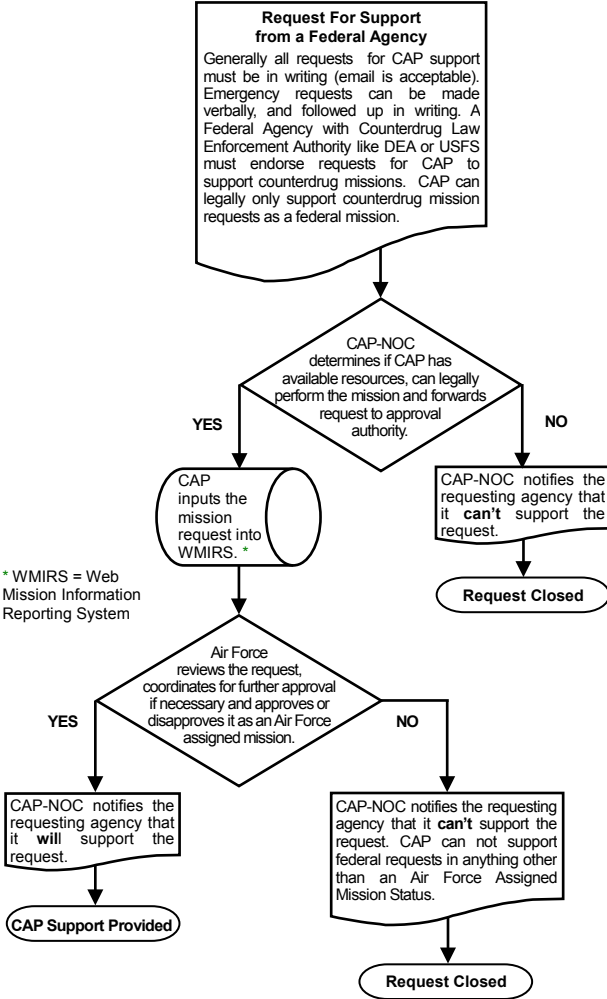 Request For Support
from a Federal Agency
Generally all requests for CAP support
must be in writing (email is acceptable).
Emergency requests can be made
verbally, and followed up in writing. A
Federal Agency with Counterdrug Law
Enforcement Authority like DEA or USFS
must endorse requests for CAP to
support counterdrug missions. CAP can
legally only support counterdrug mission
requests as a federal mission.
CAP-NOC
determines if CAP has
available resources, can legally
perform the mission and forwards
request to approval
authority.
YES
NO
CAP
inputs the
mission
request into
WMIRS. *
CAP-NOC notifies the
requesting agency that
it can't support the
request.
Request Closed
* WMIRS = Web
Mission Information
Reporting System
Air Force
reviews the request,
coordinates for further approval
if necessary and approves or
disapproves it as an Air Force
assigned mission.
YES
NO
CAP-NOC notifies the
requesting agency that
it will support the
request.
CAP Support Provided
CAP-NOC notifies the requesting
agency that it can't support the
request. CAP can not support
federal requests in anything other
than an Air Force Assigned
Mission Status.
Request Closed